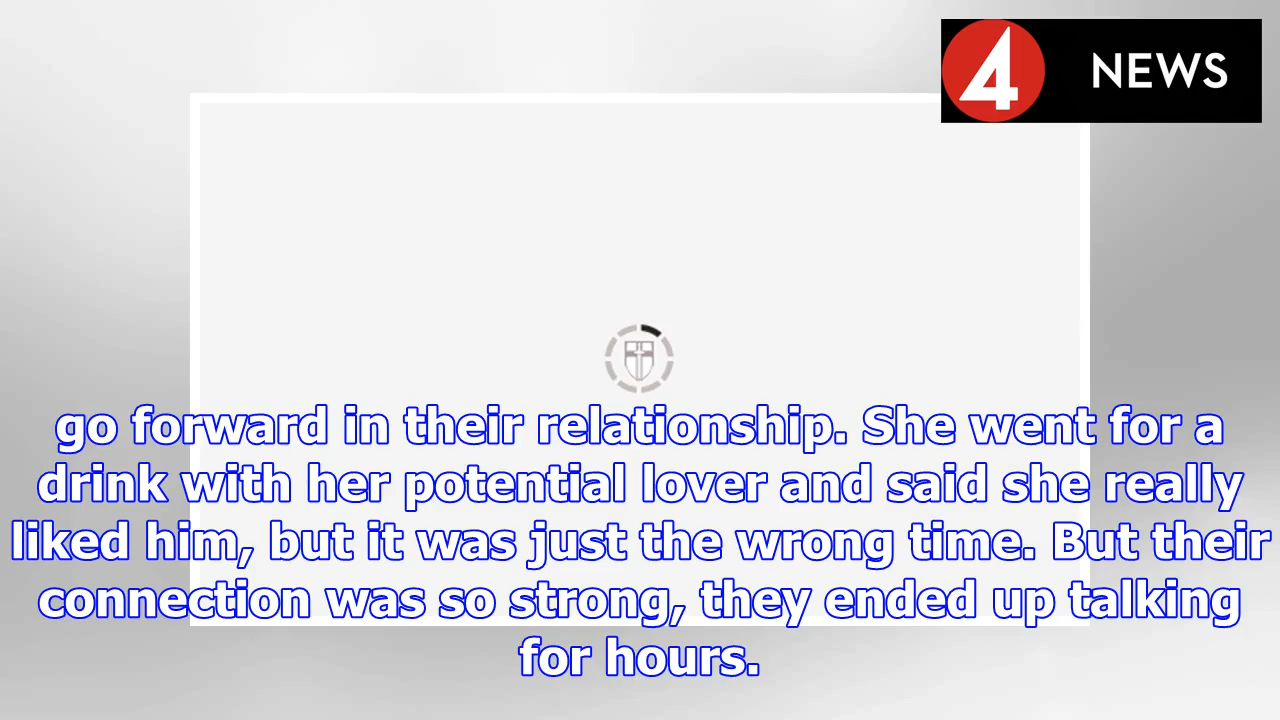 4 NEWS
go forward in their relationship. She went for a
drink with her potential lover and said she really
liked him, but it was just the wrong time. But their
connection was so strong, they ended up talking
for hours.